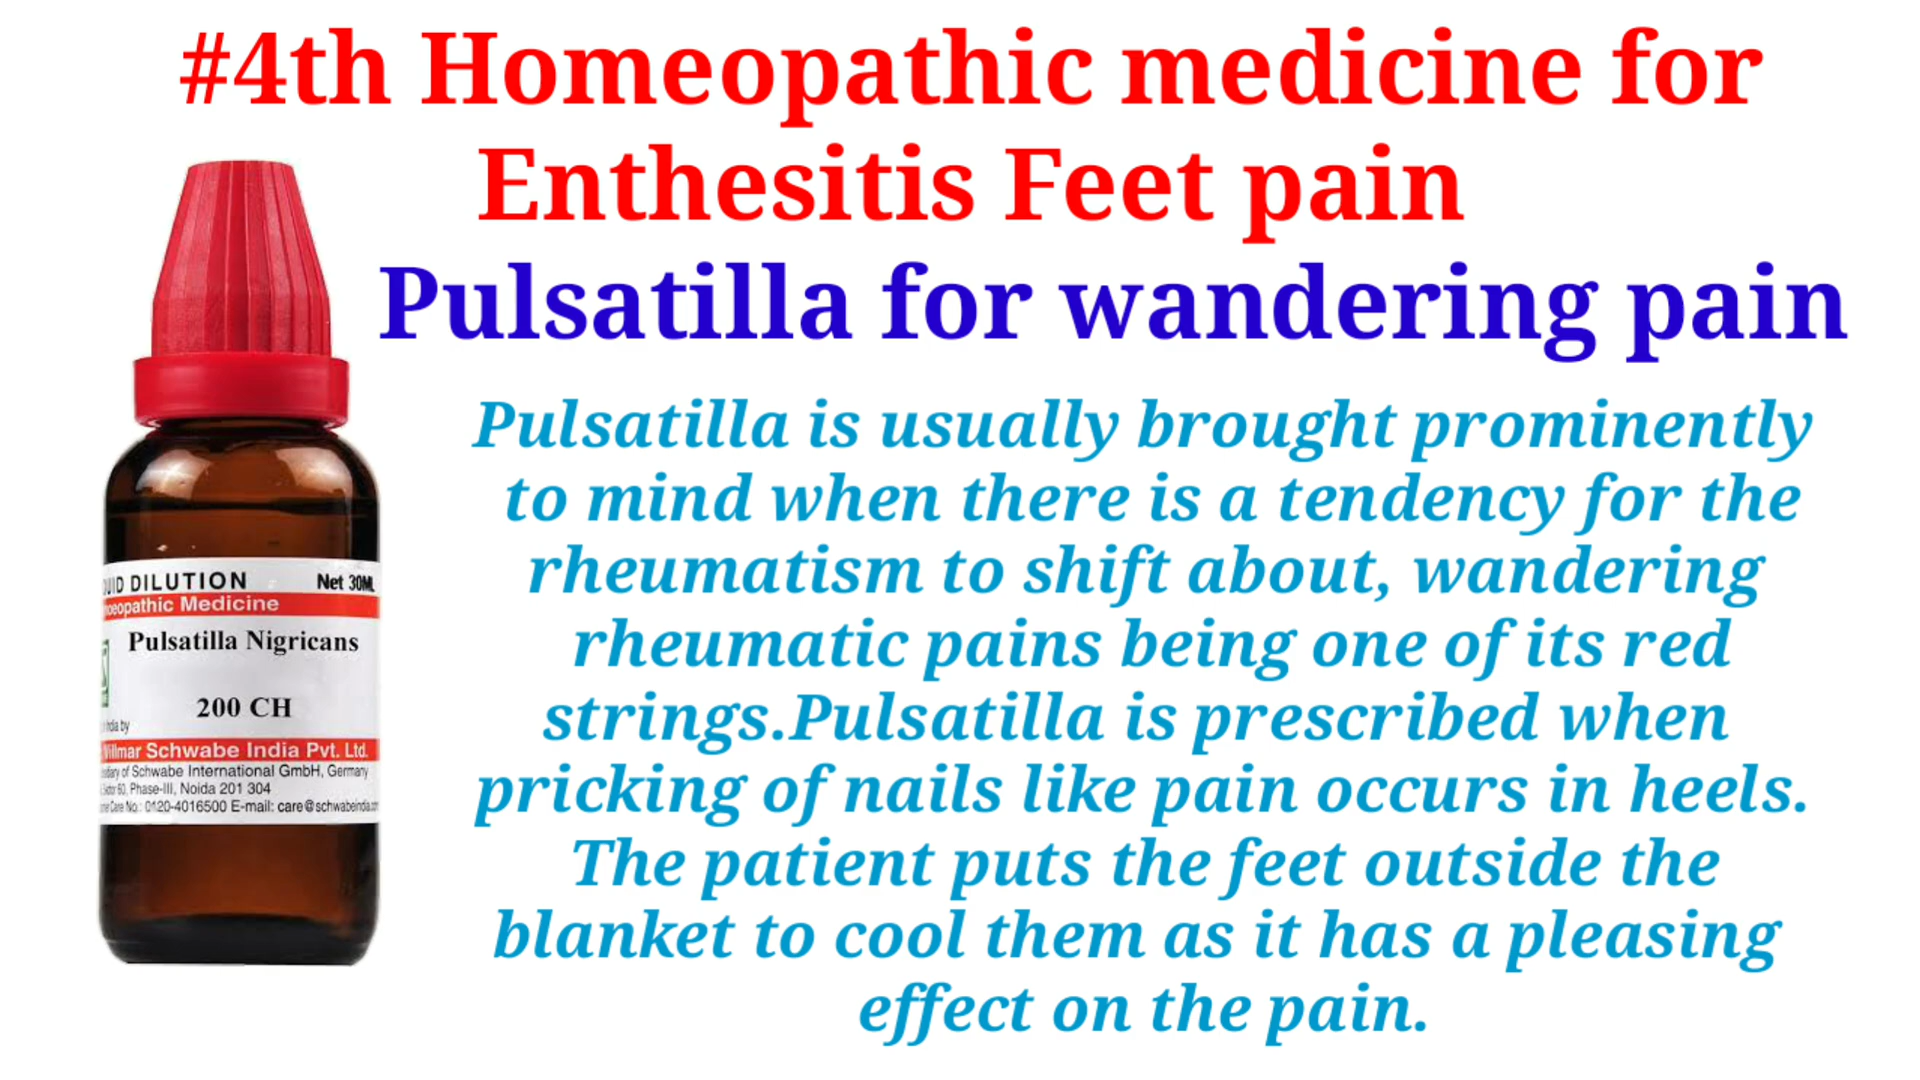 #4th Homeopathic medicine for
Enthesitis Feet pain
Pulsatilla for wandering pain
Pulsatilla is usually brought prominently
to mind when there is a tendency for the
rheumatism to shift about, wandering
rheumatic pains being one of its red
strings.Pulsatilla is prescribed when
pricking of nails like pain occurs in heels.
The patient puts the feet outside the
blanket to cool them as it has a pleasing
effect on the pain.
DILUTION Net 30ML
Medicine
Pulsatilla Nigricans
200 CH
by
Schwabe India Pvt. Ltd.
of Schwabe International GmbH, Germany
Phase-III, Noida 201 304
Care No.: 0120-4016500 E-mail: